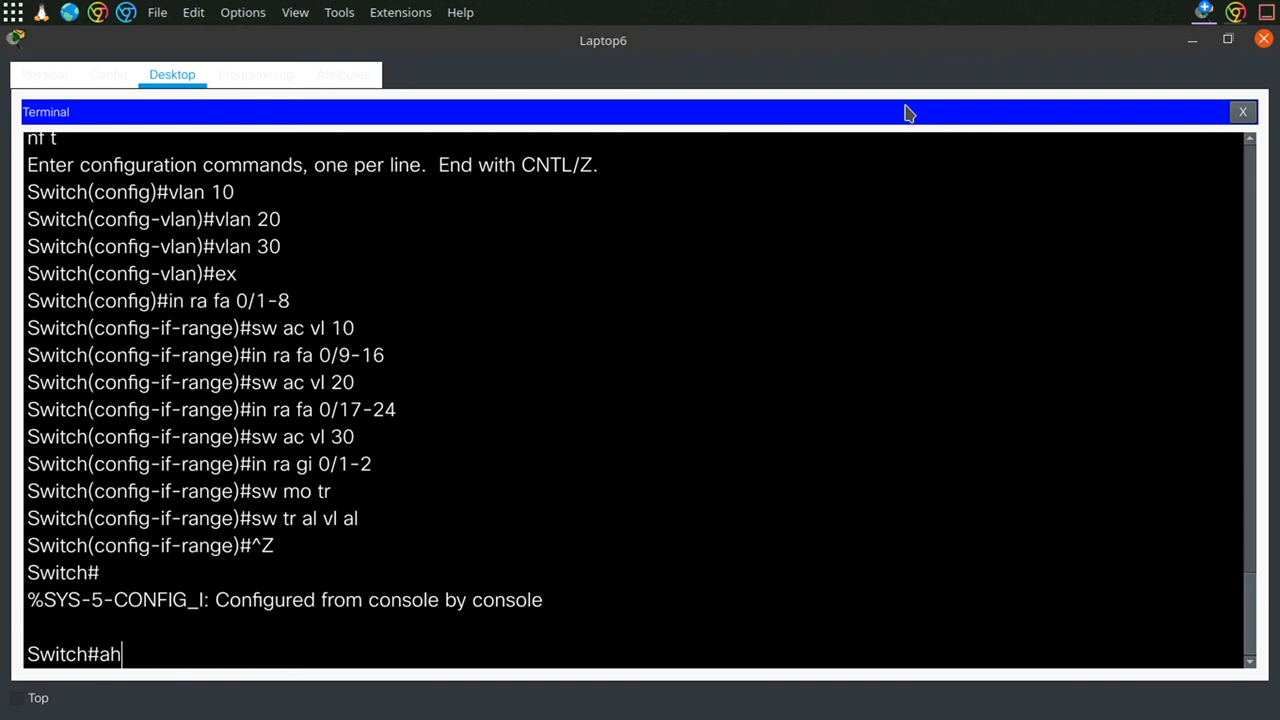 File Edit Options View Tools Extensions Help
Laptop6
Physical Config Desktop Programming Attributes
Terminal X
nf t
Enter configuration commands, one per line. End with CNTL/Z.
Switch(config)#vlan 10
Switch(config-vlan)#vlan 20
Switch(config-vlan)#vlan 30
Switch(config-vlan)#ex
Switch(config)#in ra fa 0/1-8
Switch(config-if-range)#sw ac vl 10
Switch(config-if-range)#in ra fa 0/9-16
Switch(config-if-range)#sw ac vl 20
Switch(config-if-range)#in ra fa 0/17-24
Switch(config-if-range)#sw ac vl 30
Switch(config-if-range)#in ra gi 0/1-2
Switch(config-if-range)#sw mo tr
Switch(config-if-range)#sw tr al vl al
Switch(config-if-range)#^Z
Switch#
%SYS-5-CONFIG_I: Configured from console by console
Switch#ah
Top